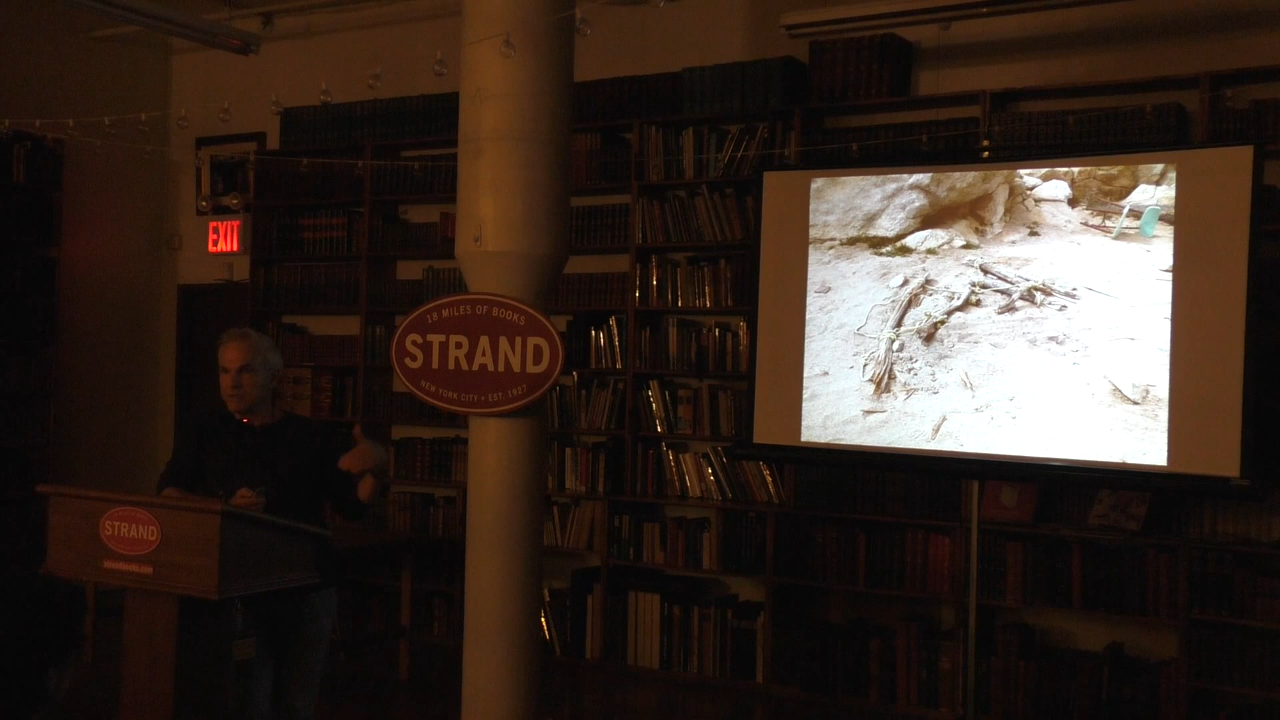 EXIT
18 MILES OF BOOKS
STRAND
NEW YORK CITY • EST. 1927
STRAND